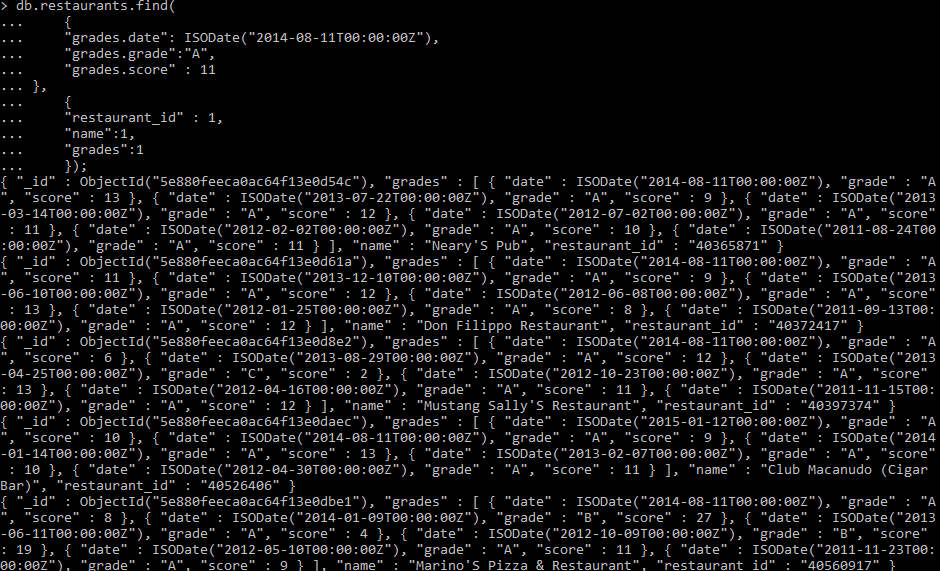 > db.restaurants.find(
...     {
...     "grades.date": ISODate("2014-08-11T00:00:00Z"),
...     "grades.grade":"A",
...     "grades.score" : 11
... },
...     {
...     "restaurant_id" : 1,
...     "name":1,
...     "grades":1
...     });
{ "_id" : ObjectId("5e880feeca0ac64f13e0d54c"), "grades" : [ { "date" : ISODate("2014-08-11T00:00:00Z"), "grade" : "A
", "score" : 13 }, { "date" : ISODate("2013-07-22T00:00:00Z"), "grade" : "A", "score" : 9 }, { "date" : ISODate("2013
-03-14T00:00:00Z"), "grade" : "A", "score" : 12 }, { "date" : ISODate("2012-07-02T00:00:00Z"), "grade" : "A", "score"
: 11 }, { "date" : ISODate("2012-02-02T00:00:00Z"), "grade" : "A", "score" : 10 }, { "date" : ISODate("2011-08-24T00
:00:00Z"), "grade" : "A", "score" : 11 } ], "name" : "Neary'S Pub", "restaurant_id" : "40365871" }
{ "_id" : ObjectId("5e880feeca0ac64f13e0d61a"), "grades" : [ { "date" : ISODate("2014-08-11T00:00:00Z"), "grade" : "A
", "score" : 11 }, { "date" : ISODate("2013-12-10T00:00:00Z"), "grade" : "A", "score" : 9 }, { "date" : ISODate("2013
-06-10T00:00:00Z"), "grade" : "A", "score" : 12 }, { "date" : ISODate("2012-06-08T00:00:00Z"), "grade" : "A", "score"
: 13 }, { "date" : ISODate("2012-01-25T00:00:00Z"), "grade" : "A", "score" : 8 }, { "date" : ISODate("2011-09-13T00:
00:00Z"), "grade" : "A", "score" : 12 } ], "name" : "Don Filippo Restaurant", "restaurant_id" : "40372417" }
{ "_id" : ObjectId("5e880feeca0ac64f13e0d8e2"), "grades" : [ { "date" : ISODate("2014-08-11T00:00:00Z"), "grade" : "A
", "score" : 6 }, { "date" : ISODate("2013-08-29T00:00:00Z"), "grade" : "A", "score" : 12 }, { "date" : ISODate("2013
-04-25T00:00:00Z"), "grade" : "C", "score" : 2 }, { "date" : ISODate("2012-10-23T00:00:00Z"), "grade" : "A", "score"
: 13 }, { "date" : ISODate("2012-04-16T00:00:00Z"), "grade" : "A", "score" : 11 }, { "date" : ISODate("2011-11-15T00:
00:00Z"), "grade" : "A", "score" : 12 } ], "name" : "Mustang Sally'S Restaurant", "restaurant_id" : "40397374" }
{ "_id" : ObjectId("5e880feeca0ac64f13e0daec"), "grades" : [ { "date" : ISODate("2015-01-12T00:00:00Z"), "grade" : "A
", "score" : 10 }, { "date" : ISODate("2014-08-11T00:00:00Z"), "grade" : "A", "score" : 9 }, { "date" : ISODate("2014
-01-14T00:00:00Z"), "grade" : "A", "score" : 13 }, { "date" : ISODate("2013-02-07T00:00:00Z"), "grade" : "A", "score"
: 10 }, { "date" : ISODate("2012-04-30T00:00:00Z"), "grade" : "A", "score" : 11 } ], "name" : "Club Macanudo (Cigar
Bar)", "restaurant_id" : "40526406" }
{ "_id" : ObjectId("5e880feeca0ac64f13e0dbe1"), "grades" : [ { "date" : ISODate("2014-08-11T00:00:00Z"), "grade" : "A
", "score" : 8 }, { "date" : ISODate("2014-01-09T00:00:00Z"), "grade" : "B", "score" : 27 }, { "date" : ISODate("2013
-06-11T00:00:00Z"), "grade" : "A", "score" : 4 }, { "date" : ISODate("2012-10-09T00:00:00Z"), "grade" : "B", "score"
: 19 }, { "date" : ISODate("2012-05-10T00:00:00Z"), "grade" : "A", "score" : 11 }, { "date" : ISODate("2011-11-23T00:
00:00Z"), "grade" : "A", "score" : 9 } ], "name" : "Marino'S Pizza & Restaurant", "restaurant_id" : "40560917" }